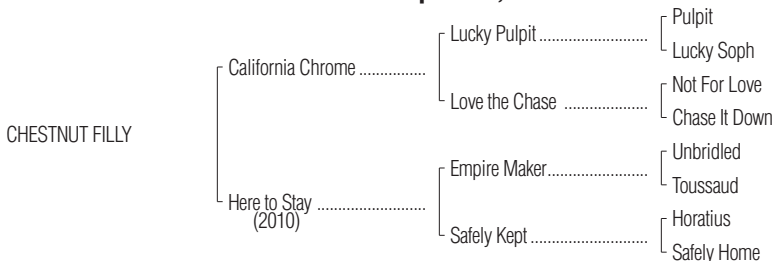 Pulpit
Lucky Pulpit
Lucky Soph
California Chrome
Not For Love
Love the Chase
Chase It Down
CHESTNUT FILLY
Unbridled
Empire Maker
Toussaud
Here to Stay
(2010)
Horatius
Safely Kept
Safely Home